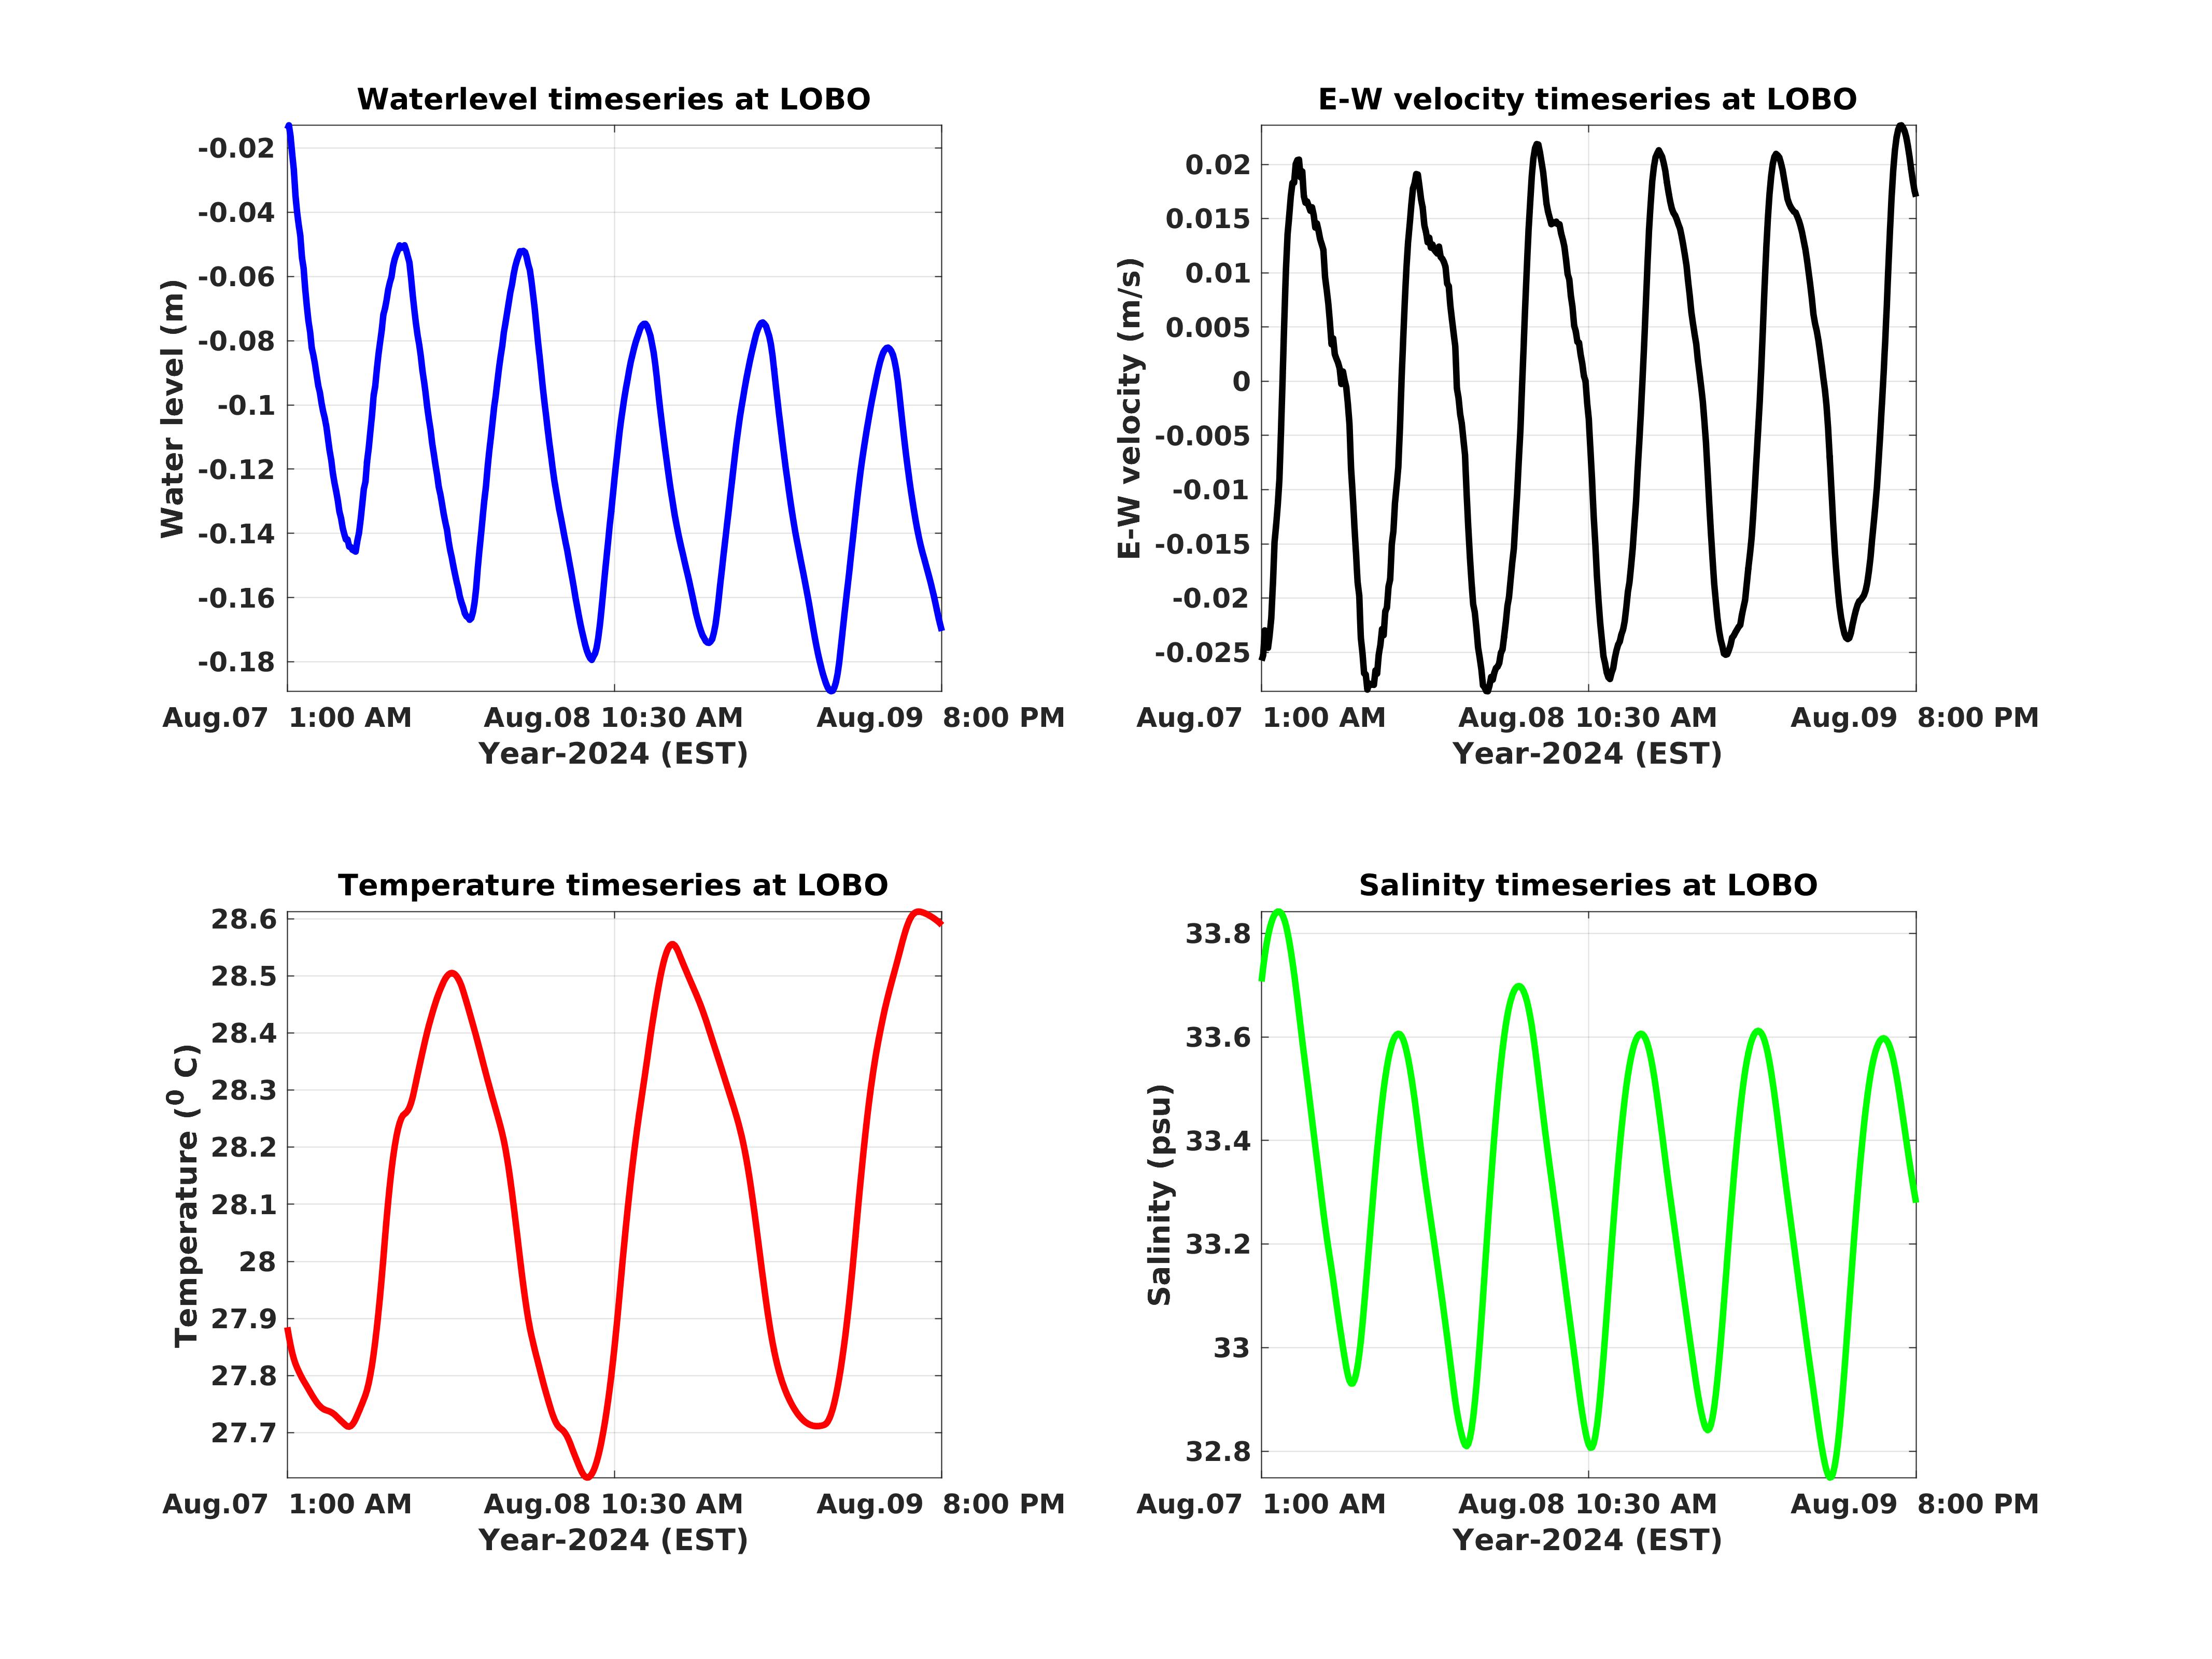 Waterlevel timeseries at LOBO
-0.02
-0.04
-0.06
-0.08
-0.1
-0.12
-0.14
-0.16
-0.18
Water level (m)
Aug.07 1:00 AM Aug.08 10:30 AM Aug.09 8:00 PM
Year-2024 (EST)
E-W velocity timeseries at LOBO
0.02
0.015
0.01
0.005
0
-0.005
-0.01
-0.015
-0.02
-0.025
E-W velocity (m/s)
Aug.07 1:00 AM Aug.08 10:30 AM Aug.09 8:00 PM
Year-2024 (EST)
Temperature timeseries at LOBO
28.6
28.5
28.4
28.3
28.2
28.1
28
27.9
27.8
27.7
Temperature (⁰ C)
Aug.07 1:00 AM Aug.08 10:30 AM Aug.09 8:00 PM
Year-2024 (EST)
Salinity timeseries at LOBO
33.8
33.6
33.4
33.2
33
32.8
Salinity (psu)
Aug.07 1:00 AM Aug.08 10:30 AM Aug.09 8:00 PM
Year-2024 (EST)